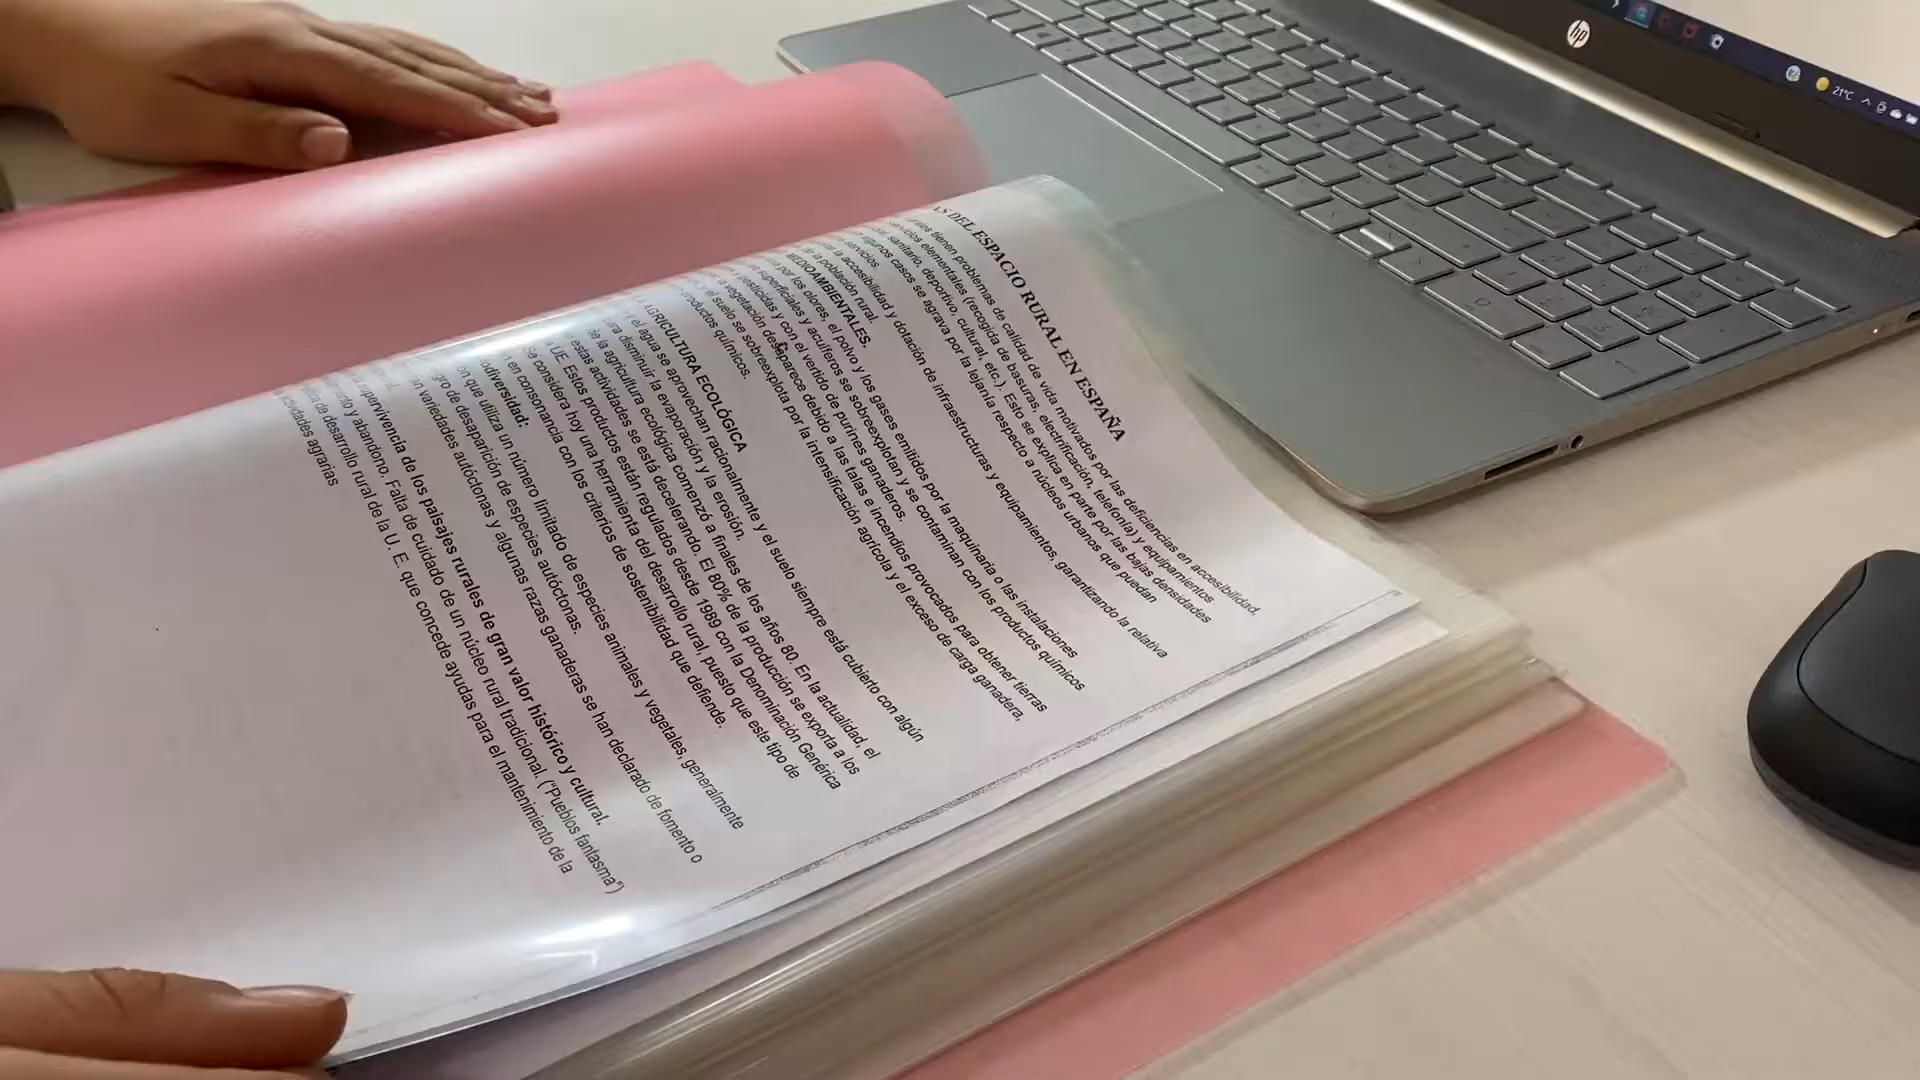 DEL ESPACIO RURAL EN ESPAÑA
tienen problemas de calidad de vida motivados por las deficiencias en accesibilidad,
servicios elementales (recogida de basuras, electrificación, telefonía) y equipamientos
sanitario, deportivo, cultural, etc.). Esto se explica en parte por las bajas densidades
algunos casos se agrava por la lejanía respecto a núcleos urbanos que puedan
servicios.
la accesibilidad y dotación de infraestructuras y equipamientos, garantizando la relativa
de la población rural.
MEDIOAMBIENTALES.
por los olores, el polvo y los gases emitidos por la maquinaria o las instalaciones
superficiales y acuíferos se sobreexplotan y se contaminan con los productos químicos
y pesticidas y con el vertido de purines ganaderos.
vegetación desaparece debido a las talas e incendios provocados para obtener tierras
el suelo se sobreexplota por la intensificación agrícola y el exceso de carga ganadera,
productos químicos.
AGRICULTURA ECOLÓGICA
y el agua se aprovechan racionalmente y el suelo siempre está cubierto con algún
disminuir la evaporación y la erosión.
de la agricultura ecológica comenzó a finales de los años 80. En la actualidad, el
estas actividades se está decelerando. El 80% de la producción se exporta a los
UE. Estos productos están regulados desde 1989 con la Denominación Genérica
se considera hoy una herramienta del desarrollo rural, puesto que este tipo de
en consonancia con los criterios de sostenibilidad que defiende.
que utiliza un número limitado de especies animales y vegetales, generalmente
de desaparición de especies autóctonas.
variedades autóctonas y algunas razas ganaderas se han declarado de fomento o
supervivencia de los paisajes rurales de gran valor histórico y cultural.
y abandono. Falta de cuidado de un núcleo rural tradicional. ("Pueblos fantasma")
de desarrollo rural de la U. E. que concede ayudas para el mantenimiento de la
actividades agrarias
hp
21°C